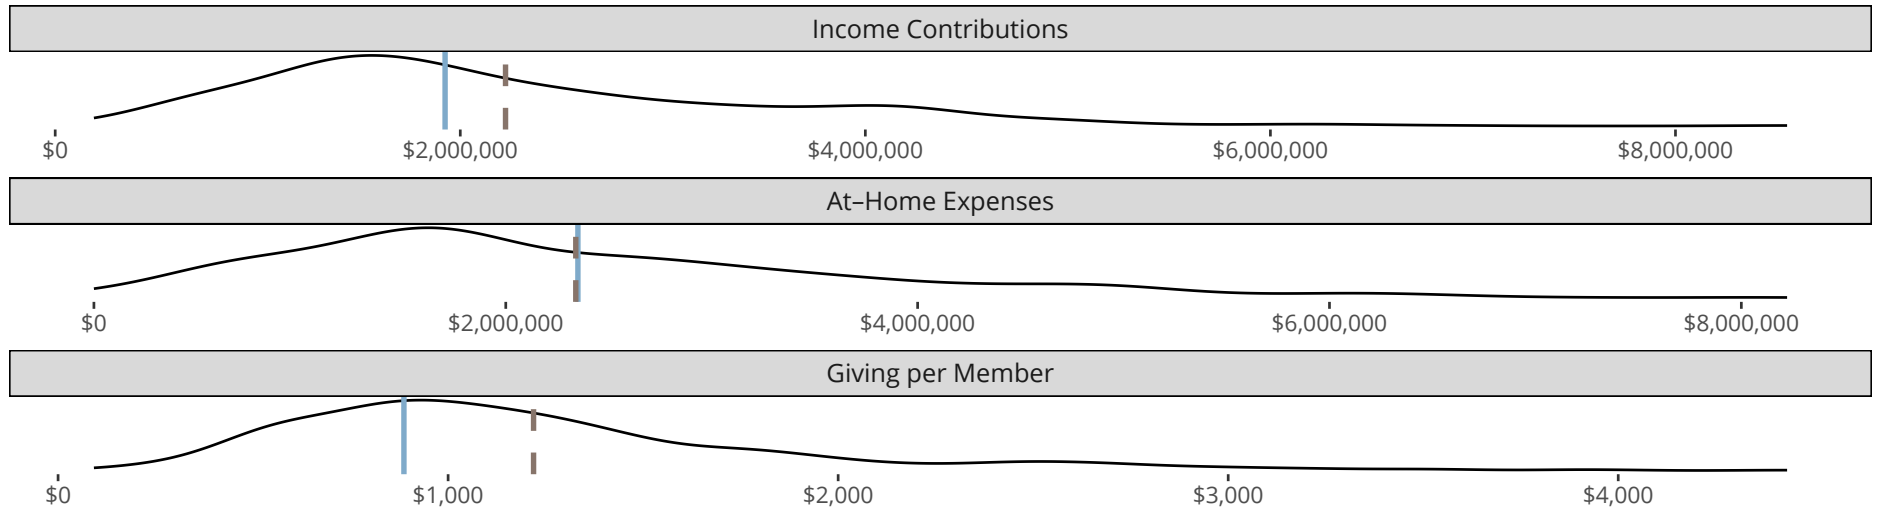 Income Contributions
$0 $2,000,000 $4,000,000 $6,000,000 $8,000,000
At–Home Expenses
$0 $2,000,000 $4,000,000 $6,000,000 $8,000,000
Giving per Member
$0 $1,000 $2,000 $3,000 $4,000